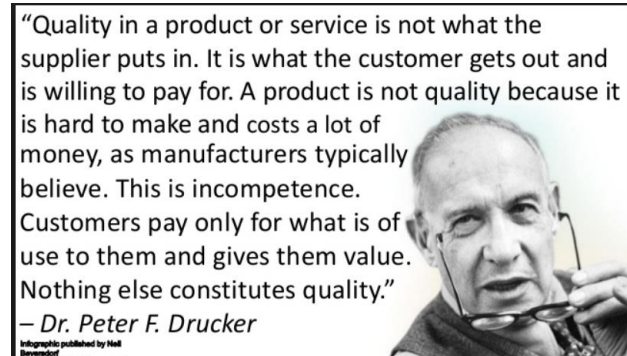 “Quality in a product or service is not what the
supplier puts in. It is what the customer gets out and
is willing to pay for. A product is not quality because it
is hard to make and costs a lot of
money, as manufacturers typically
believe. This is incompetence.
Customers pay only for what is of
use to them and gives them value.
Nothing else constitutes quality.”
– Dr. Peter F. Drucker
Infographic published by Neil
Beyersdorf